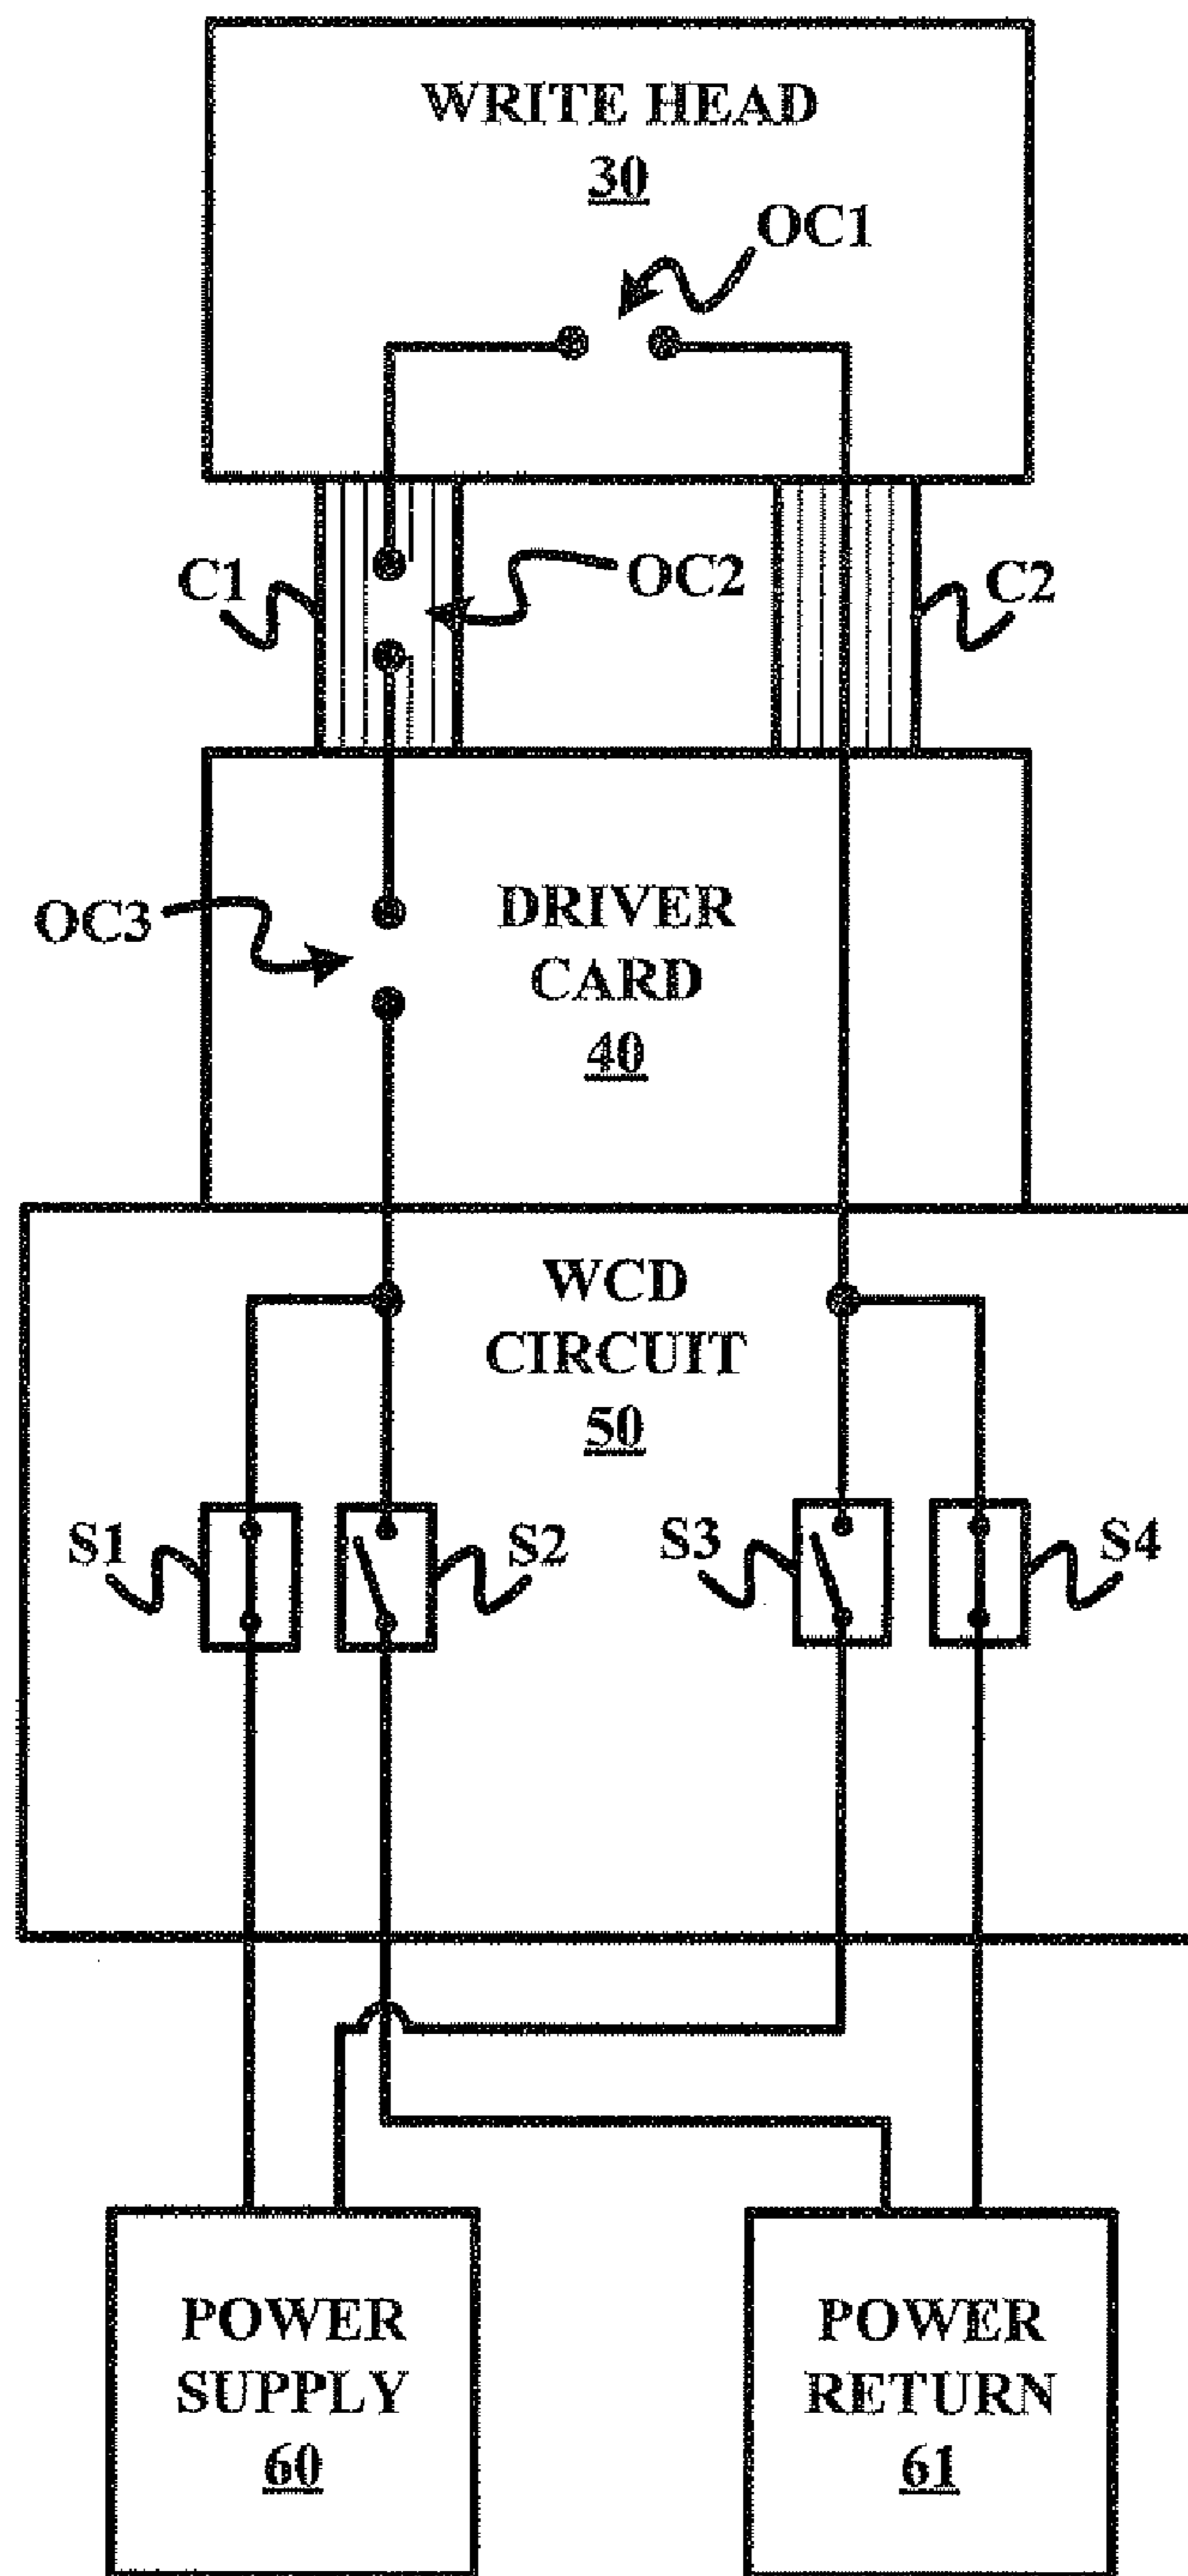 WRITE HEAD
30
OC1
C1
OC2
C2
OC3
DRIVER
CARD
40
WCD
CIRCUIT
50
S1
S2
S3
S4
POWER
SUPPLY
60
POWER
RETURN
61